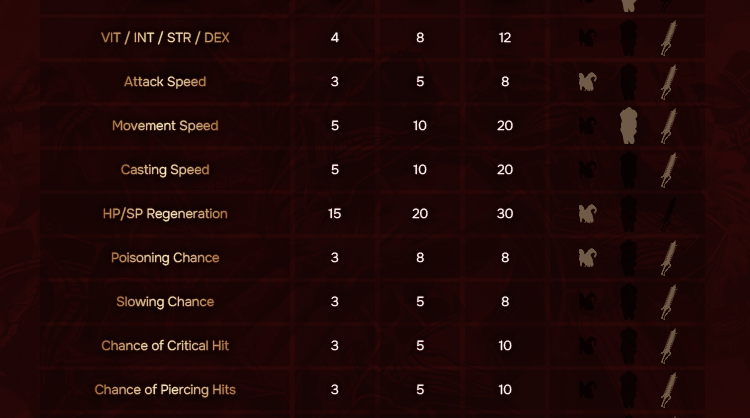 VIT / INT / STR / DEX 4 8 12
Attack Speed 3 5 8
Movement Speed 5 10 20
Casting Speed 5 10 20
HP/SP Regeneration 15 20 30
Poisoning Chance 3 8 8
Slowing Chance 3 5 8
Chance of Critical Hit 3 5 10
Chance of Piercing Hits 3 5 10